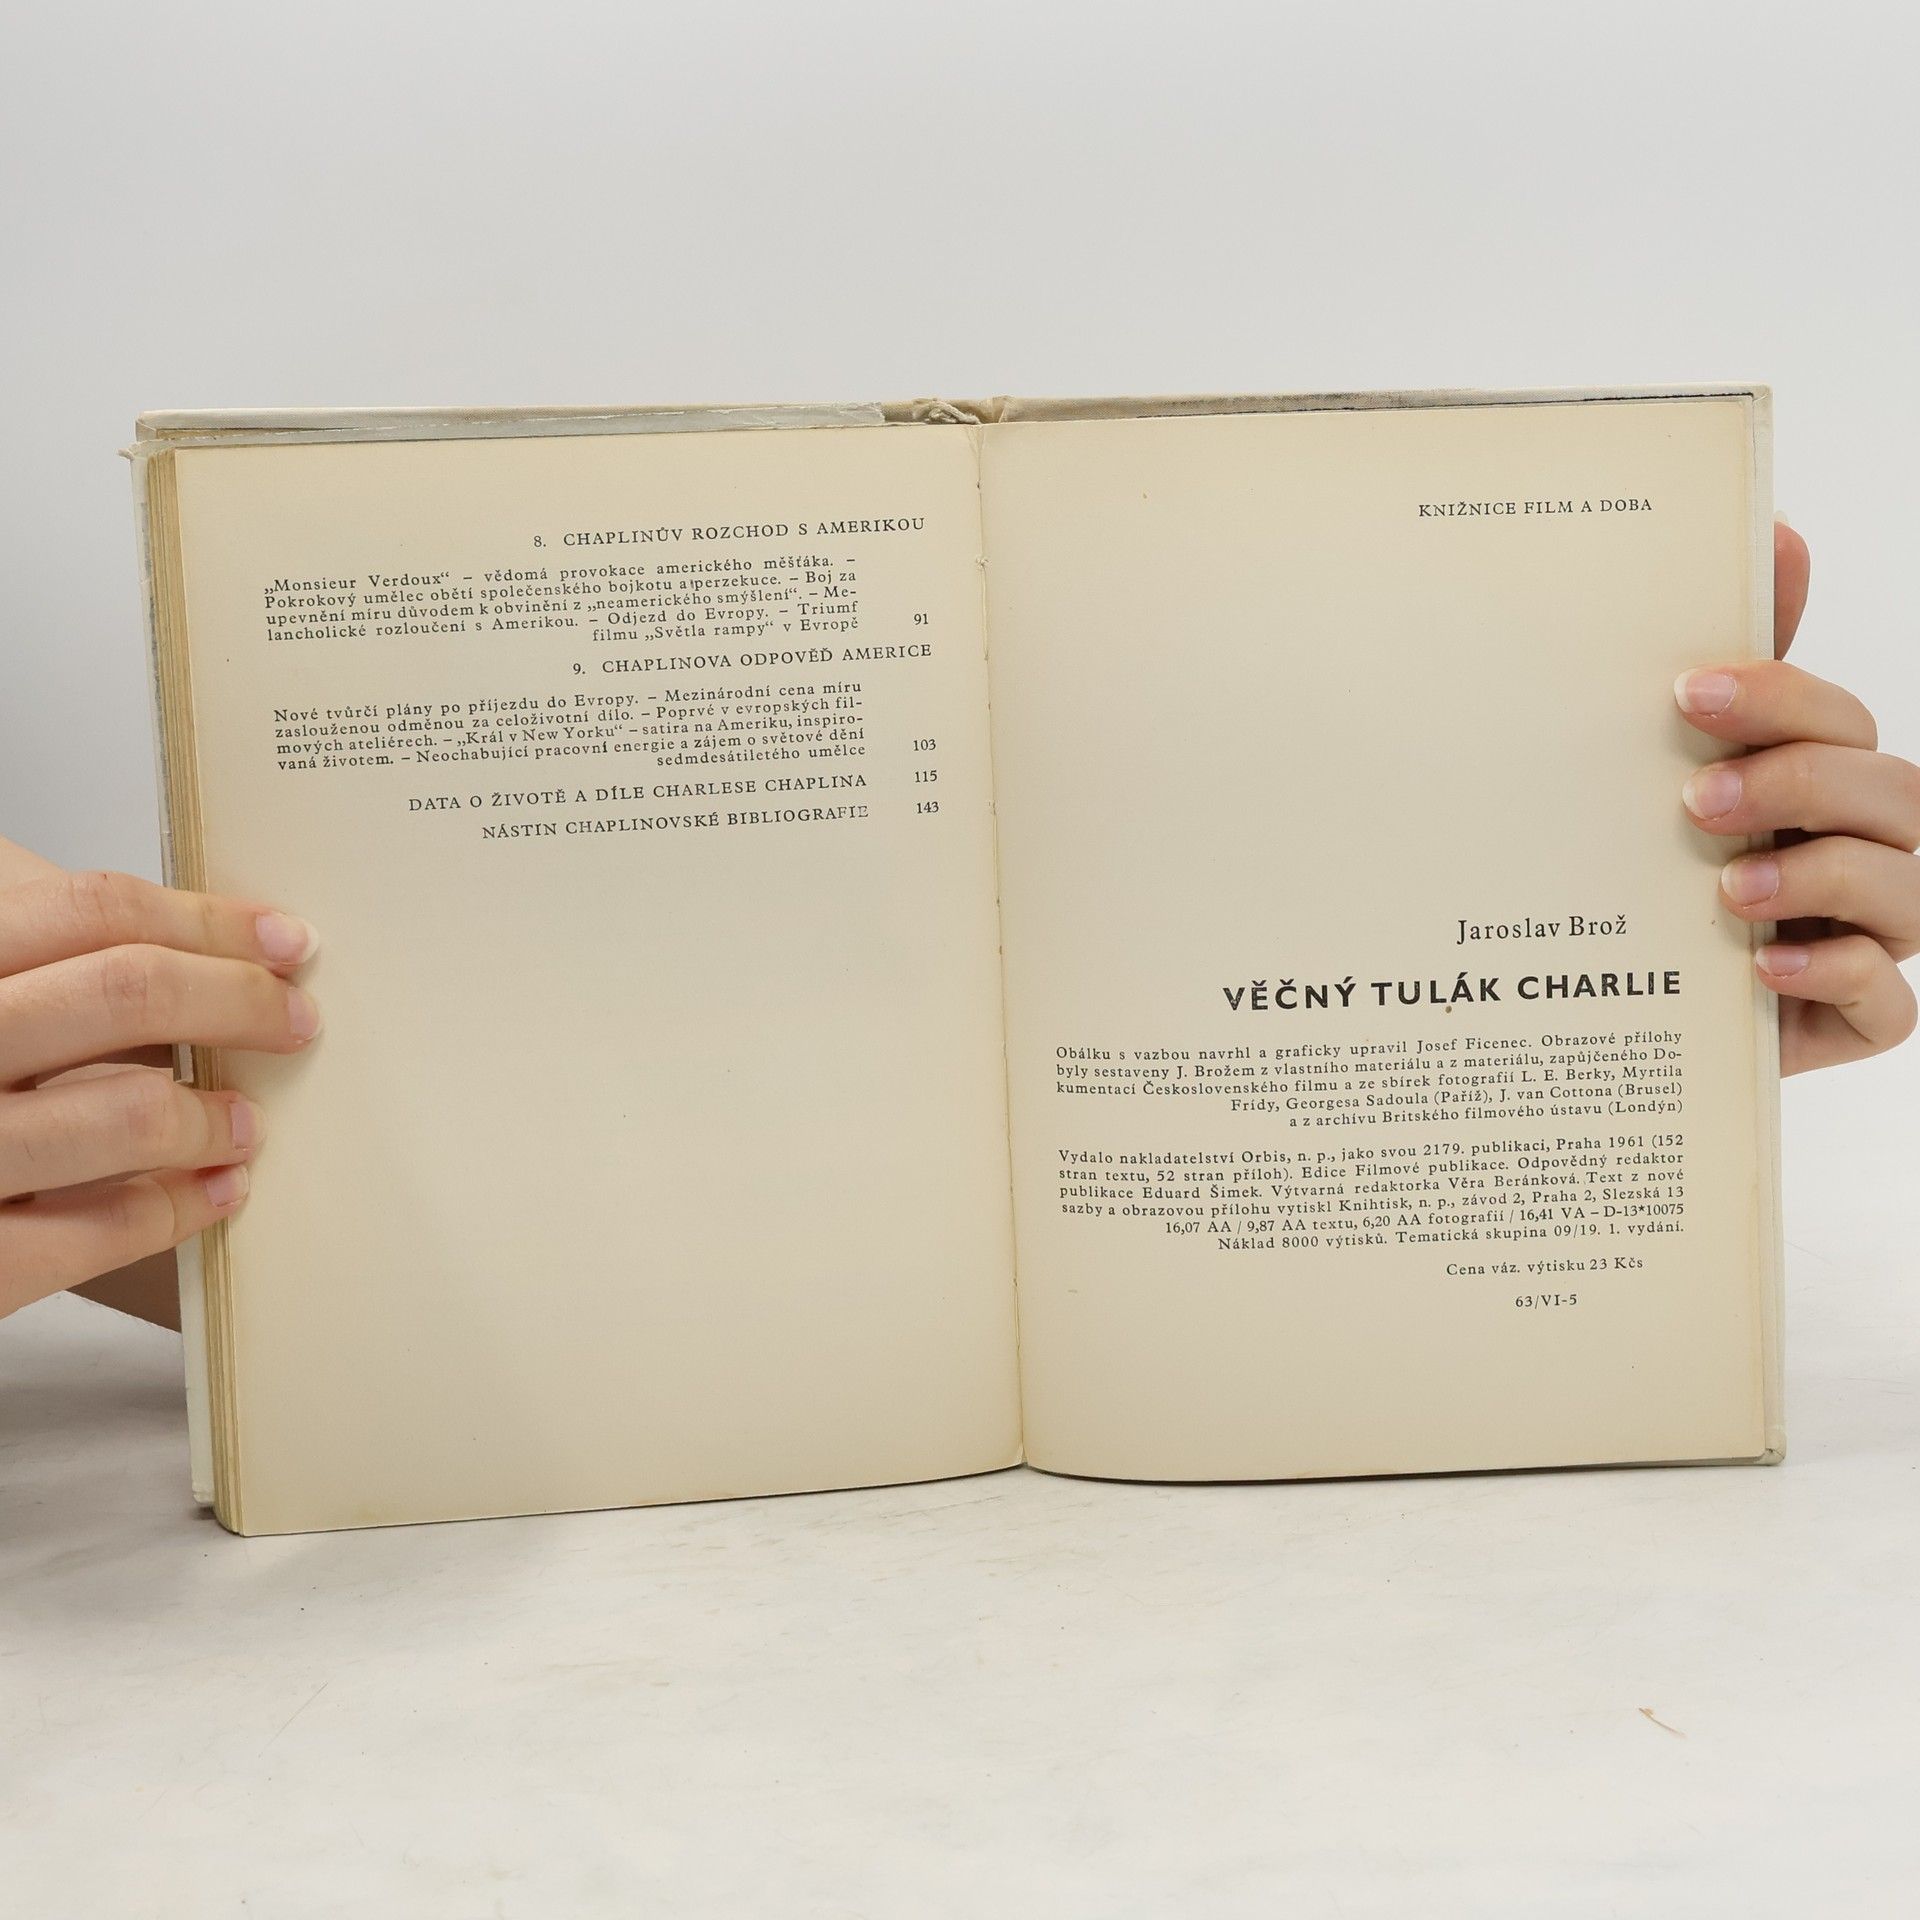 8. CHAPLINŮV ROZCHOD S AMERIKOU
„Monsieur Verdoux“ – vědomá provokace amerického měšťáka. –
Pokrokový umělec obětí společenského bojkotu a perzekuce. – Boj za
upevnění míru důvodem k obvinění z „neamerického smýšlení“. – Me-
lancholické rozloučení s Amerikou. – Odjezd do Evropy. – Triumf
filmu „Světla rampy“ v Evropě 91
9. CHAPLINOVA ODPOVĚĎ AMERICE
Nové tvůrčí plány po příjezdu do Evropy. – Mezinárodní cena míru
zaslouženou odměnou za celoživotní dílo. – Poprvé v evropských fil-
mových ateliérech. – „Král v New Yorku“ – satira na Ameriku, inspiro-
vaná životem. – Neochabující pracovní energie a zájem o světové dění
sedmdesátiletého umělce 103
DATA O ŽIVOTĚ A DÍLE CHARLESE CHAPLINA 115
NÁSTIN CHAPLINOVSKÉ BIBLIOGRAFIE 143
KNIŽNICE FILM A DOBA
Jaroslav Brož
VĚČNÝ TULÁK CHARLIE
Obálku s vazbou navrhl a graficky upravil Josef Ficenec. Obrazové přílohy
byly sestaveny J. Brožem z vlastního materiálu a z materiálu, zapůjčeného Do-
kumentací Československého filmu a ze sbírek fotografií L. E. Berky, Myrtila
Frídy, Georgesa Sadoula (Paříž), J. van Cottona (Brusel)
a z archívu Britského filmového ústavu (Londýn)
Vydalo nakladatelství Orbis, n. p., jako svou 2179. publikaci, Praha 1961 (152
stran textu, 52 stran příloh). Edice Filmové publikace. Odpovědný redaktor
publikace Eduard Šimek. Výtvarná redaktorka Věra Beránková. Text z nové
sazby a obrazovou přílohu vytiskl Knihtisk, n. p., závod 2, Praha 2, Slezská 13
16,07 AA / 9,87 AA textu, 6,20 AA fotografií / 16,41 VA – D-13*10075
Náklad 8000 výtisků. Tematická skupina 09/19. 1. vydání.
Cena váz. výtisku 23 Kčs
63/VI-5